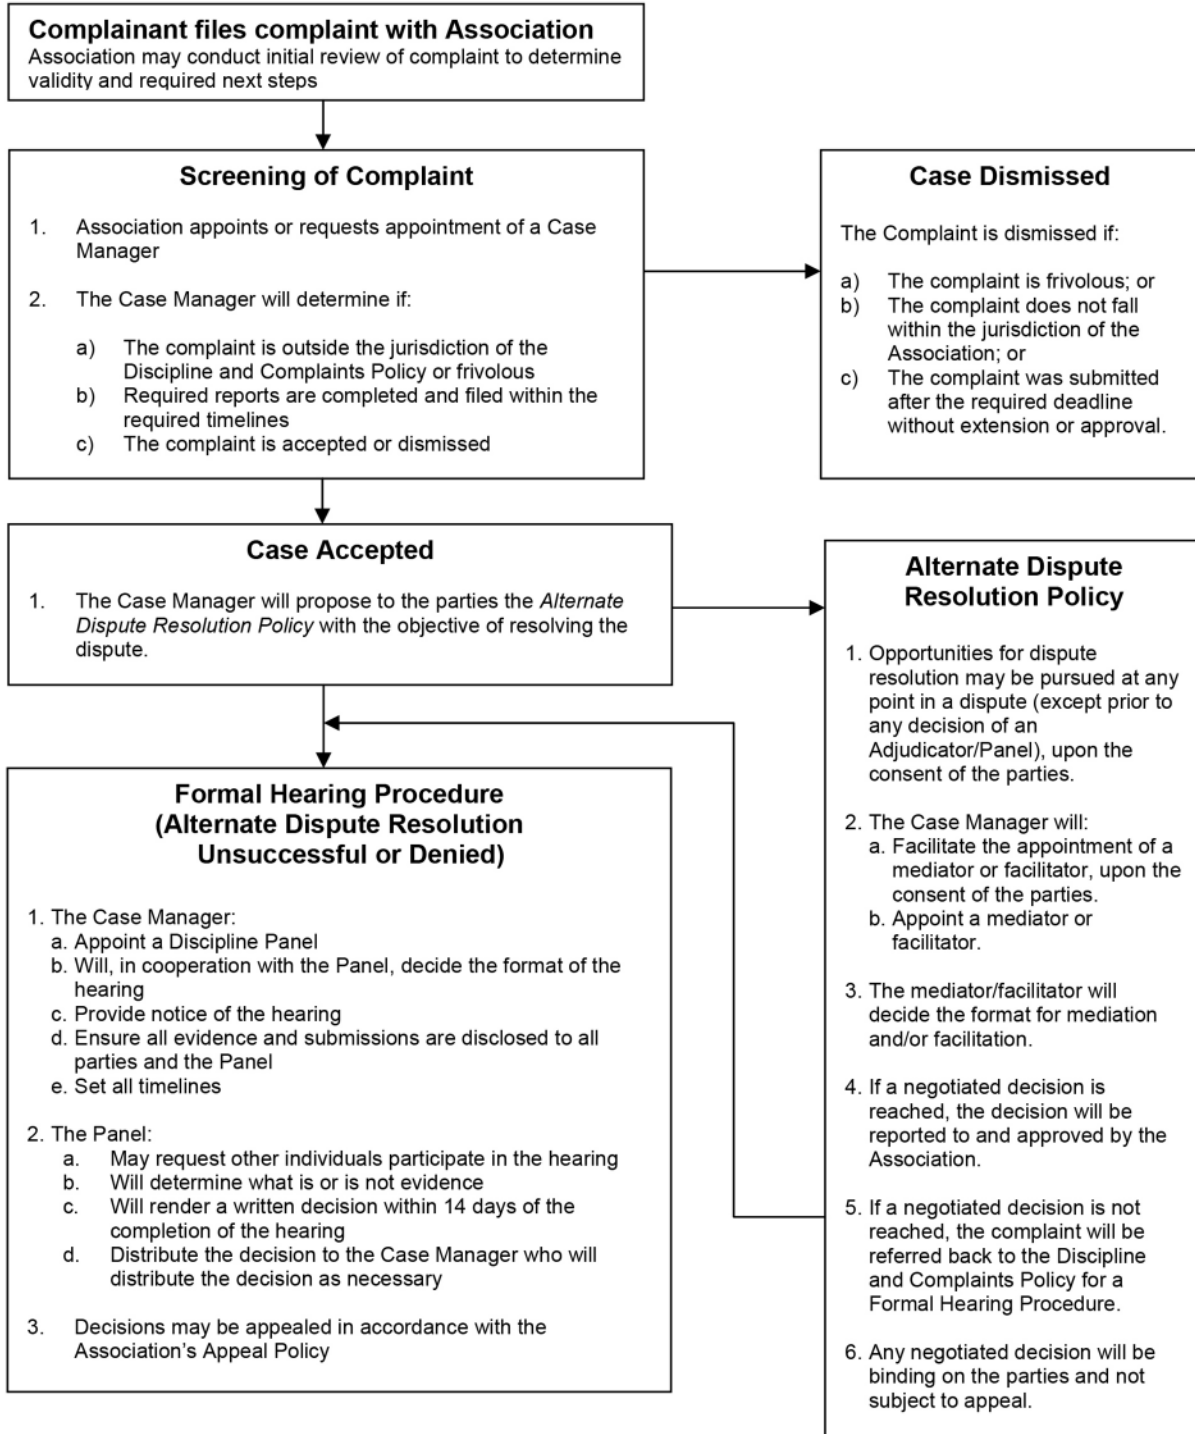 Complainant files complaint with Association
Association may conduct initial review of complaint to determine
validity and required next steps
Screening of Complaint
1. Association appoints or requests appointment of a Case
Manager
2. The Case Manager will determine if:
a) The complaint is outside the jurisdiction of the
Discipline and Complaints Policy or frivolous
b) Required reports are completed and filed within the
required timelines
c) The complaint is accepted or dismissed
Case Dismissed
The Complaint is dismissed if:
a) The complaint is frivolous; or
b) The complaint does not fall
within the jurisdiction of the
Association; or
c) The complaint was submitted
after the required deadline
without extension or approval.
Case Accepted
1. The Case Manager will propose to the parties the Alternate
Dispute Resolution Policy with the objective of resolving the
dispute.
Alternate Dispute
Resolution Policy
1. Opportunities for dispute
resolution may be pursued at any
point in a dispute (except prior to
any decision of an
Adjudicator/Panel), upon the
consent of the parties.
2. The Case Manager will:
a. Facilitate the appointment of a
mediator or facilitator, upon the
consent of the parties.
b. Appoint a mediator or
facilitator.
3. The mediator/facilitator will
decide the format for mediation
and/or facilitation.
4. If a negotiated decision is
reached, the decision will be
reported to and approved by the
Association.
5. If a negotiated decision is not
reached, the complaint will be
referred back to the Discipline
and Complaints Policy for a
Formal Hearing Procedure.
6. Any negotiated decision will be
binding on the parties and not
subject to appeal.
Formal Hearing Procedure
(Alternate Dispute Resolution
Unsuccessful or Denied)
1. The Case Manager:
a. Appoint a Discipline Panel
b. Will, in cooperation with the Panel, decide the format of the
hearing
c. Provide notice of the hearing
d. Ensure all evidence and submissions are disclosed to all
parties and the Panel
e. Set all timelines
2. The Panel:
a. May request other individuals participate in the hearing
b. Will determine what is or is not evidence
c. Will render a written decision within 14 days of the
completion of the hearing
d. Distribute the decision to the Case Manager who will
distribute the decision as necessary
3. Decisions may be appealed in accordance with the
Association's Appeal Policy